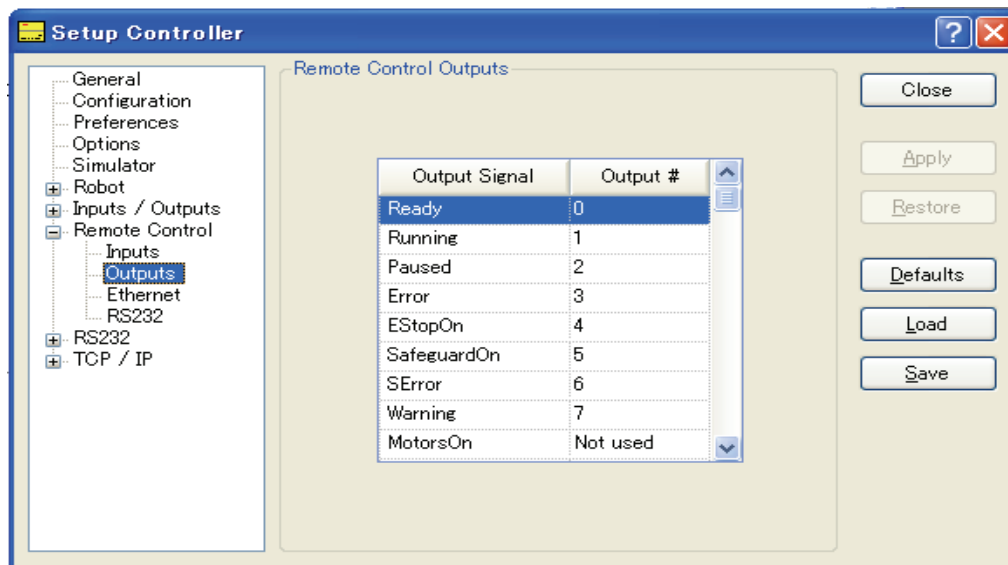 Setup Controller
General
Configuration
Preferences
Options
Simulator
Robot
Inputs / Outputs
Remote Control
Inputs
Outputs
Ethernet
RS232
RS232
TCP / IP
Remote Control Outputs
Output Signal Output #
Ready 0
Running 1
Paused 2
Error 3
EStopOn 4
SafeguardOn 5
SError 6
Warning 7
MotorsOn Not used
Close
Apply
Restore
Defaults
Load
Save